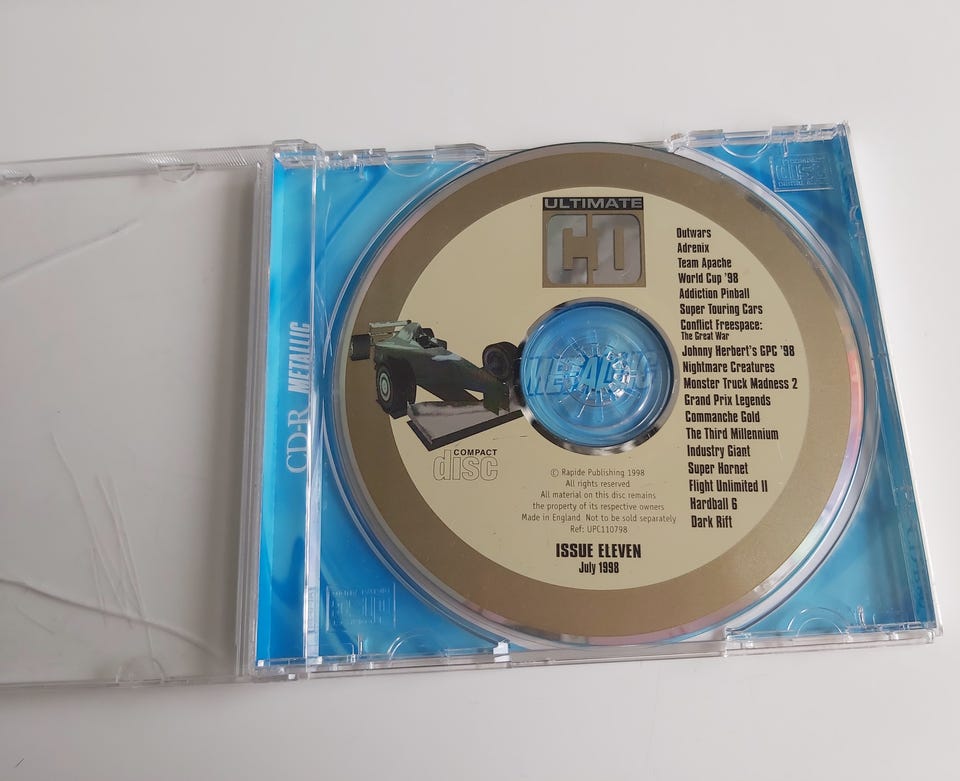 CD-R METALLIC
ULTIMATE
CD
Outwars
Adrenix
Team Apache
World Cup '98
Addiction Pinball
Super Touring Cars
Conflict Freespace:
The Great War
Johnny Herbert's GPC '98
Nightmare Creatures
Monster Truck Madness 2
Grand Prix Legends
Commanche Gold
The Third Millennium
Industry Giant
Super Hornet
Flight Unlimited II
Hardball 6
Dark Rift
METALLIC
COMPACT
disc
© Rapide Publishing 1998
All rights reserved
All material on this disc remains
the property of its respective owners
Made in England. Not to be sold separately
Ref: UPC110798
ISSUE ELEVEN
July 1998
COMPACT
disc